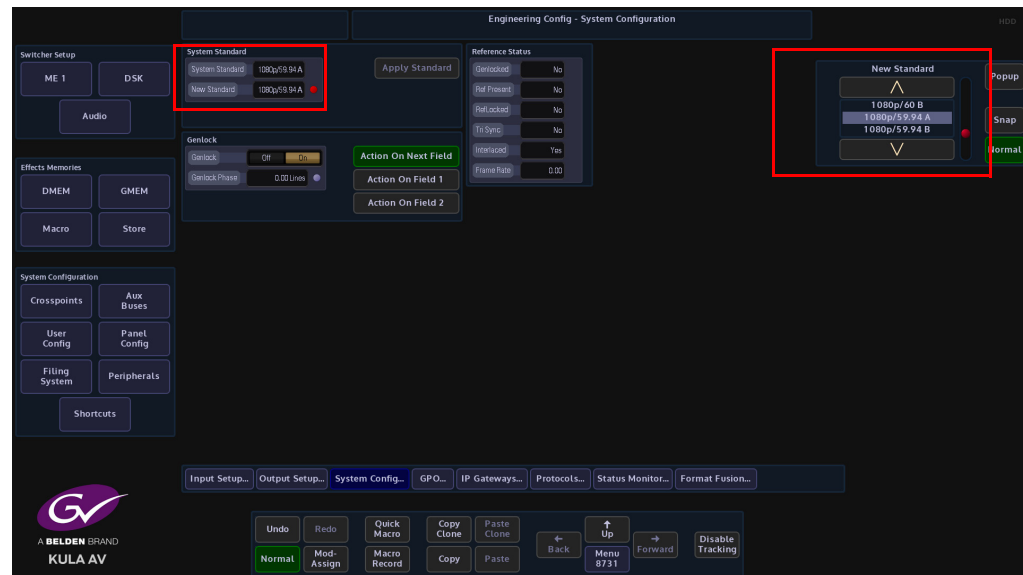 Engineering Config - System Configuration
HDD
Switcher Setup
ME 1
DSK
Audio
Effects Memories
DMEM
GMEM
Macro
Store
System Configuration
Crosspoints
Aux
Buses
User
Config
Panel
Config
Filing
System
Peripherals
Shortcuts
System Standard
System Standard 1080p/59.94 A
New Standard 1080p/59.94 A
Apply Standard
Genlock
Genlock Off On
Genlock Phase 0.00 Lines
Action On Next Field
Action On Field 1
Action On Field 2
Reference Status
Genlocked No
Ref Present No
RefLocked No
Tri Sync No
Interlaced Yes
Frame Rate 0.00
New Standard
1080p/60 B
1080p/59.94 A
1080p/59.94 B
Popup
Snap
Normal
Input Setup...
Output Setup...
System Config...
GPO...
IP Gateways...
Protocols...
Status Monitor...
Format Fusion...
GV
A BELDEN BRAND
KULA AV
Undo
Redo
Quick
Macro
Copy
Clone
Paste
Clone
Normal
Mod-
Assign
Macro
Record
Copy
Paste
Back
Up
Menu
8731
Forward
Disable
Tracking